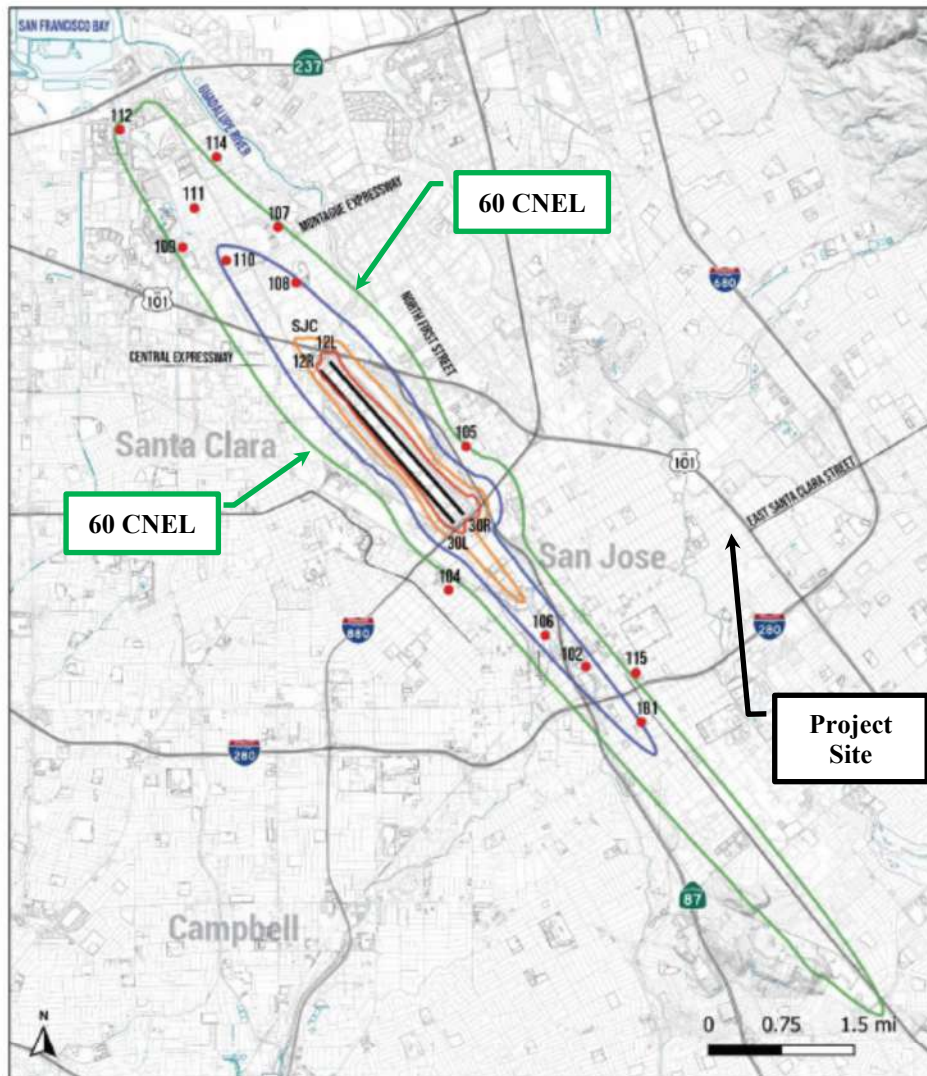 SAN FRANCISCO BAY
237
GUADALUPE RIVER
112
114
111
107
MONTAGUE EXPRESSWAY
60 CNEL
109
110
108
680
101
SJC
12L
12R
CENTRAL EXPRESSWAY
NORTH FIRST STREET
Santa Clara
105
101
EAST SANTA CLARA STREET
60 CNEL
30R
30L
San Jose
104
880
106
280
102
115
101
Project
Site
280
87
Campbell
N
0 0.75 1.5 mi